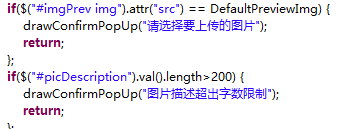 if($("#imgPrev img").attr("src") == DefaultPreviewImg) {
drawConfirmPopUp("请选择要上传的图片");
return;
};
if($("#picDescription").val().length>200) {
drawConfirmPopUp("图片描述超出字数限制");
return;